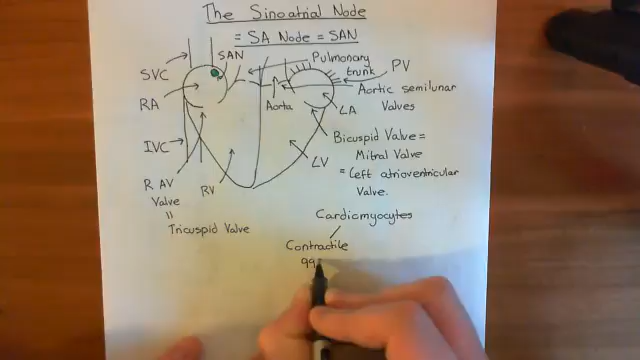 The Sinoatrial Node
= SA Node = SAN
SAN
Pulmonary
trunk
PV
SVC
Aortic semilunar
Valves
RA
Aorta
LA
Bicuspid Valve =
Mitral Valve
= Left atrioventricular
Valve.
IVC
LV
R AV
Valve
=
Tricuspid Valve
RV
Cardiomyocytes
Contractile
99